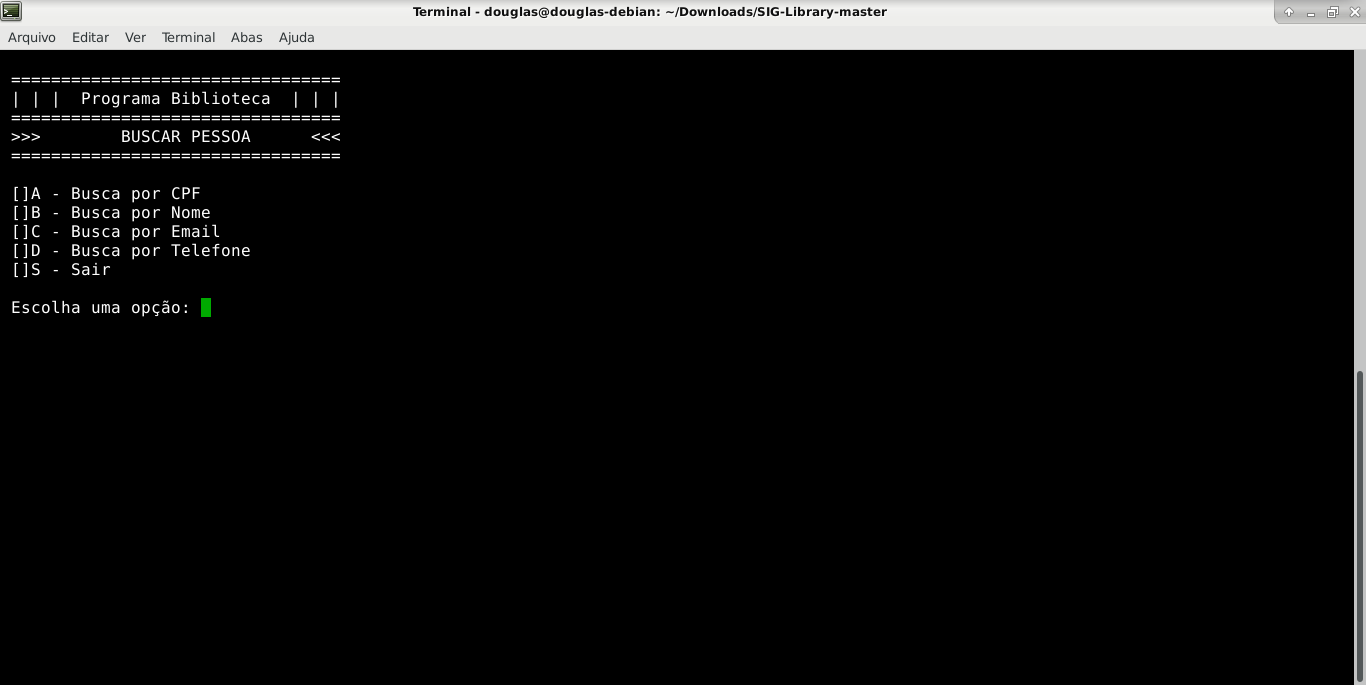 Terminal - douglas@douglas-debian: ~/Downloads/SIG-Library-master
Arquivo Editar Ver Terminal Abas Ajuda
=================================
| | |  Programa Biblioteca  | | |
=================================
>>>        BUSCAR PESSOA      <<<
=================================
[]A - Busca por CPF
[]B - Busca por Nome
[]C - Busca por Email
[]D - Busca por Telefone
[]S - Sair
Escolha uma opção: